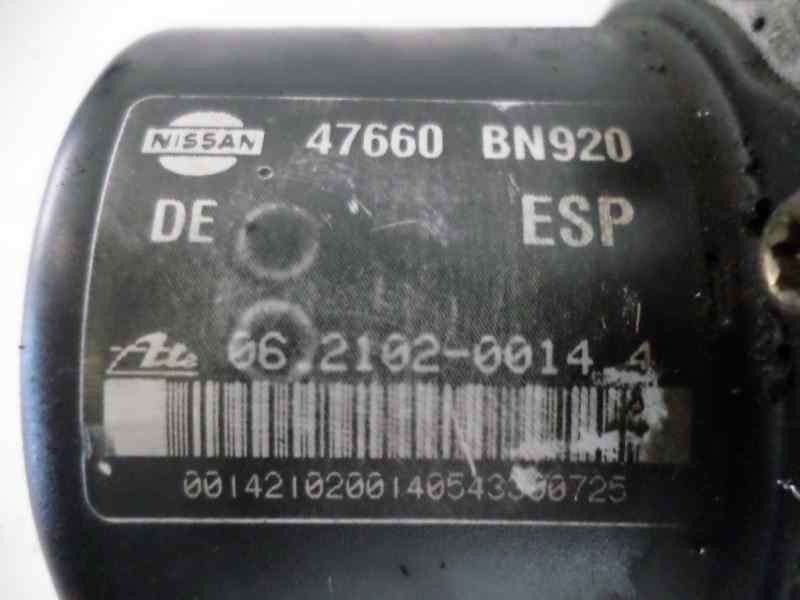 NISSAN 47660 BN920
DE ESP
Ate 06.2102-0014.4